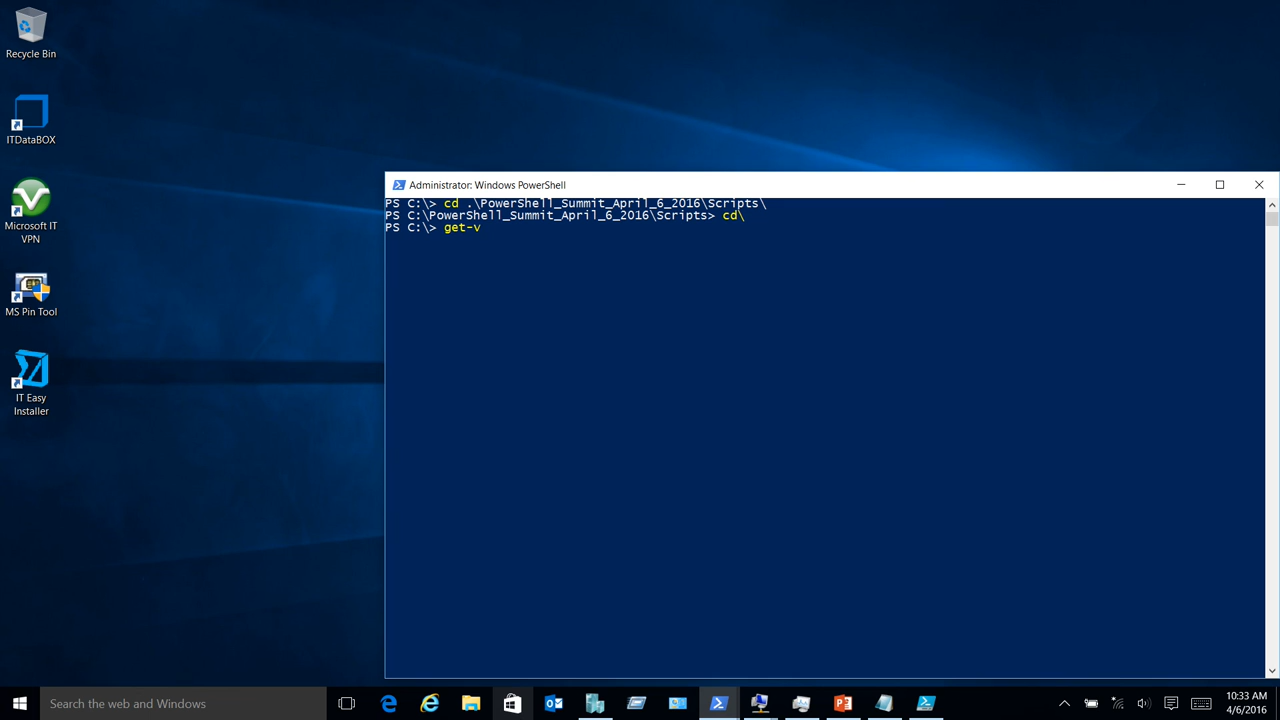 Recycle Bin
ITDataBOX
Microsoft IT
VPN
MS Pin Tool
IT Easy
Installer
Administrator: Windows PowerShell
PS C:\> cd .\PowerShell_Summit_April_6_2016\Scripts\
PS C:\PowerShell_Summit_April_6_2016\Scripts> cd\
PS C:\> get-v
Search the web and Windows
10:33 AM
4/6/2016